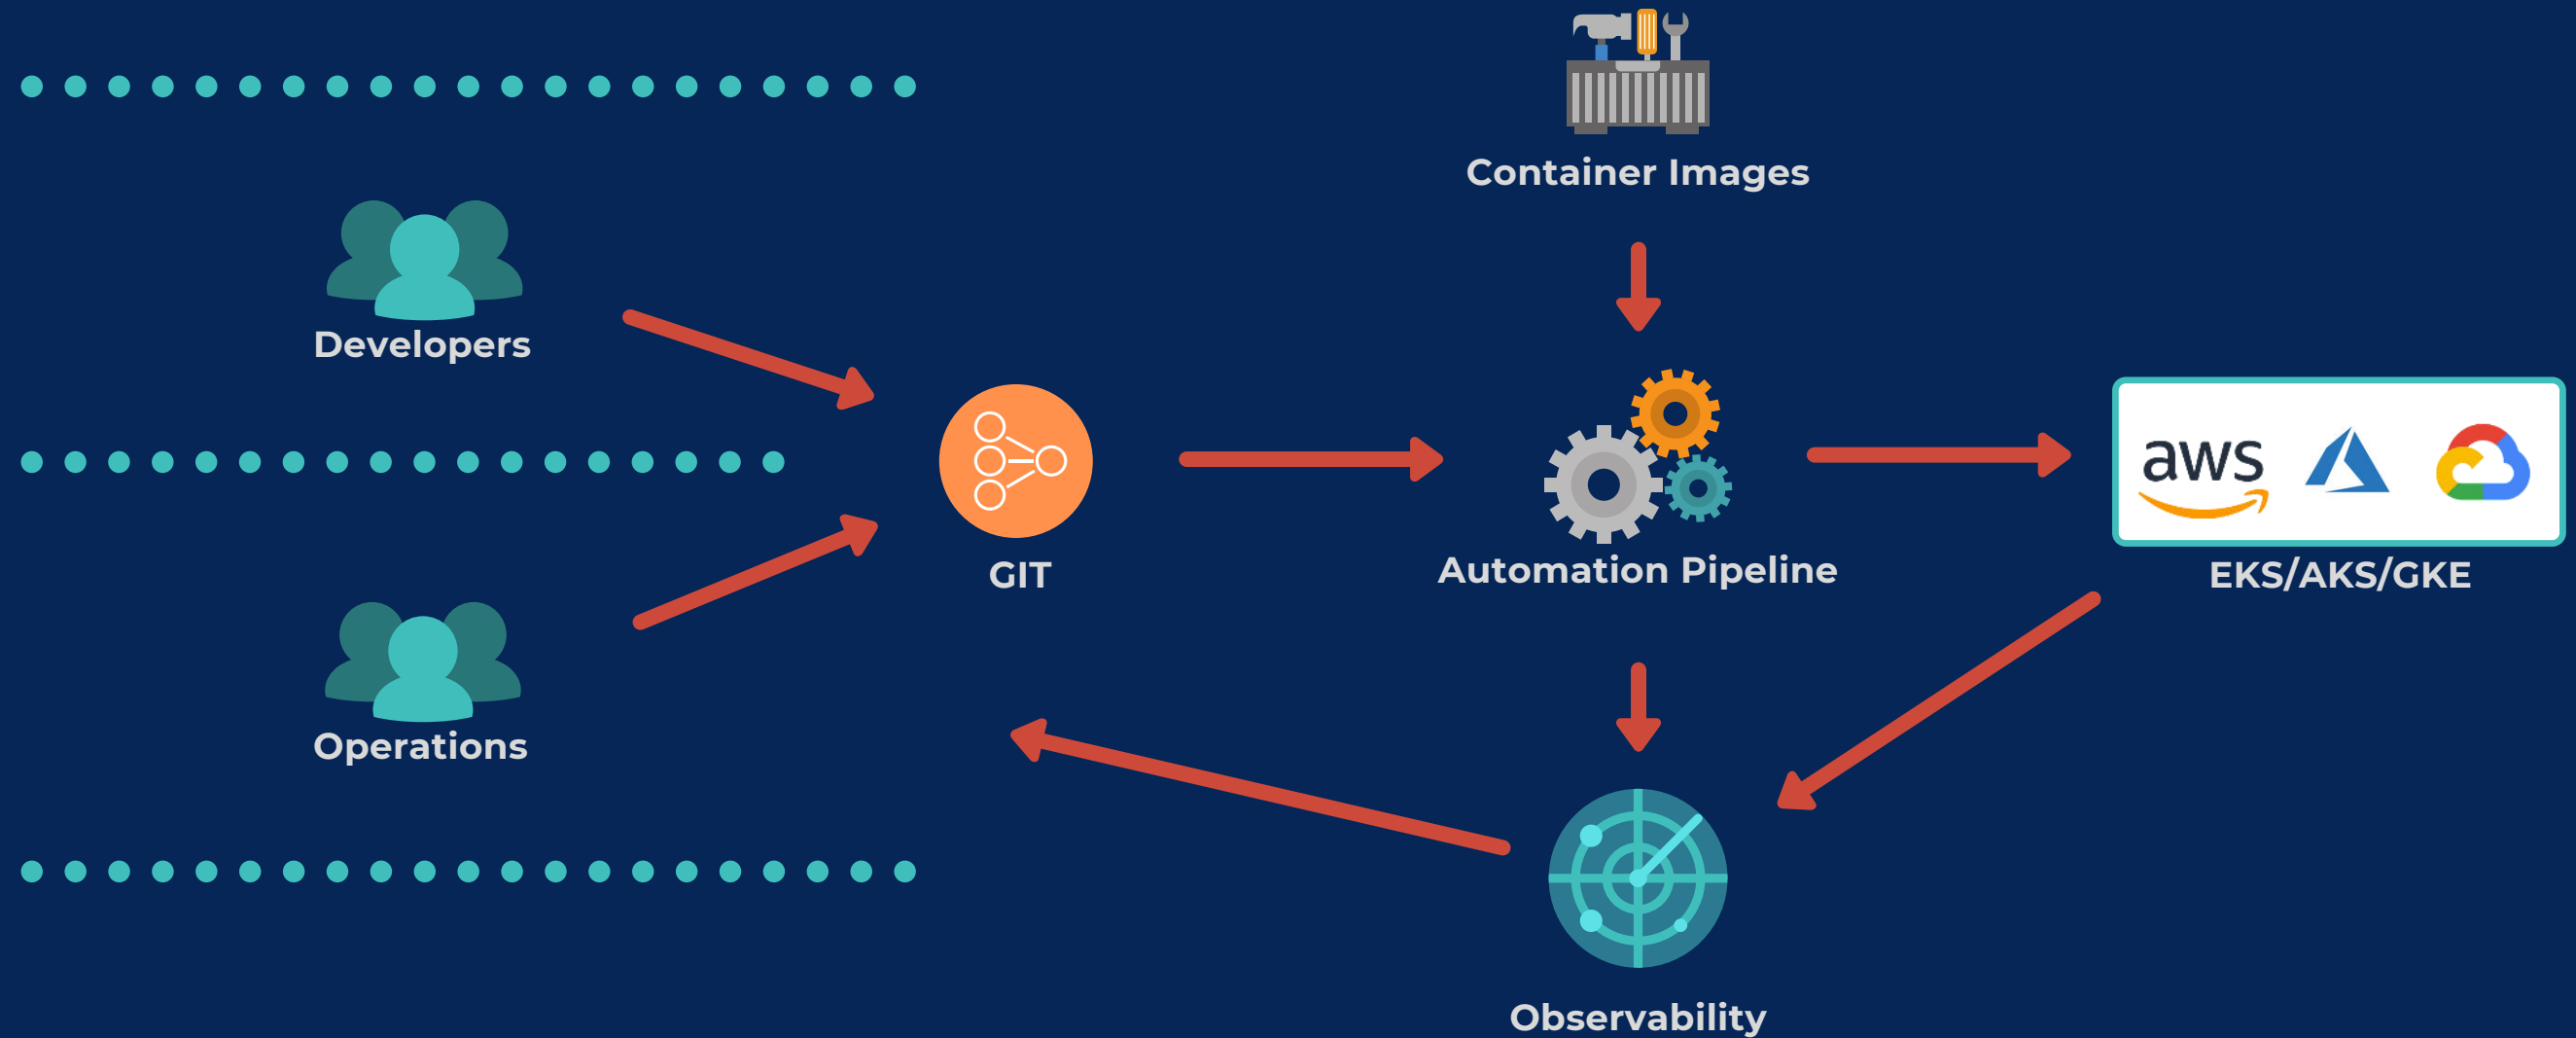 Container Images
Developers
aws
GIT
Automation Pipeline
EKS/AKS/GKE
Operations
Observability